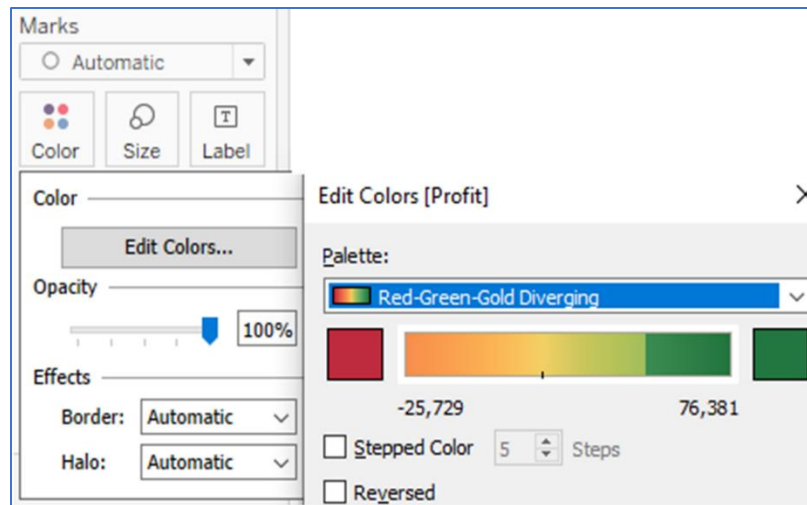 Marks
Automatic
Color Size Label
Color
Edit Colors...
Opacity
100%
Effects
Border: Automatic
Halo: Automatic
Edit Colors [Profit]
Palette:
Red-Green-Gold Diverging
-25,729 76,381
Stepped Color 5 Steps
Reversed